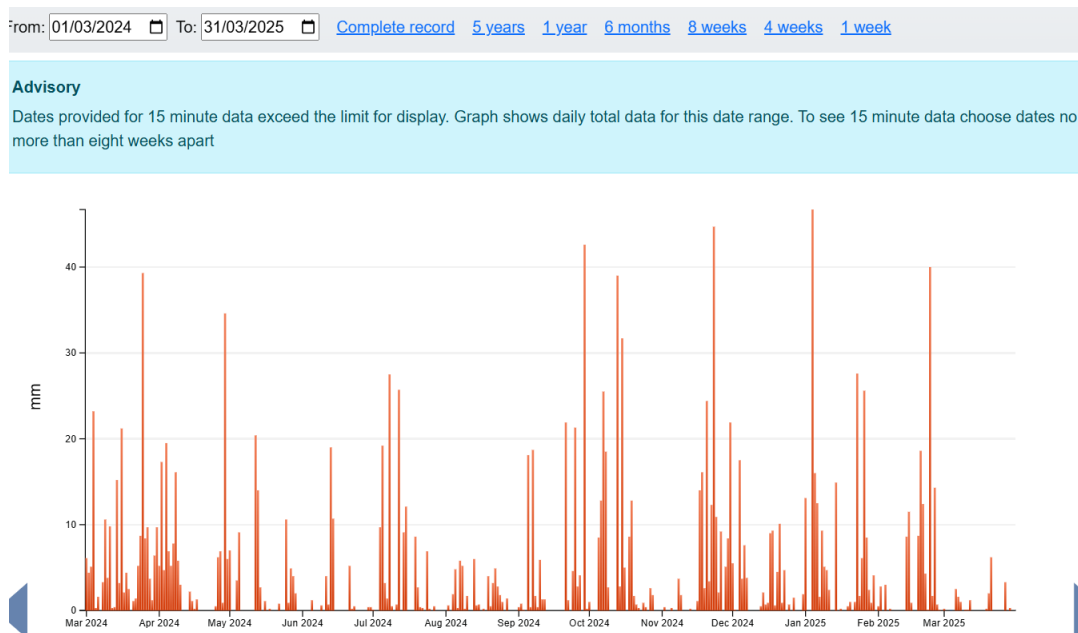 From: 01/03/2024 To: 31/03/2025 Complete record 5 years 1 year 6 months 8 weeks 4 weeks 1 week
Advisory
Dates provided for 15 minute data exceed the limit for display. Graph shows daily total data for this date range. To see 15 minute data choose dates no
more than eight weeks apart
40
30
mm
20
10
0
Mar 2024 Apr 2024 May 2024 Jun 2024 Jul 2024 Aug 2024 Sep 2024 Oct 2024 Nov 2024 Dec 2024 Jan 2025 Feb 2025 Mar 2025